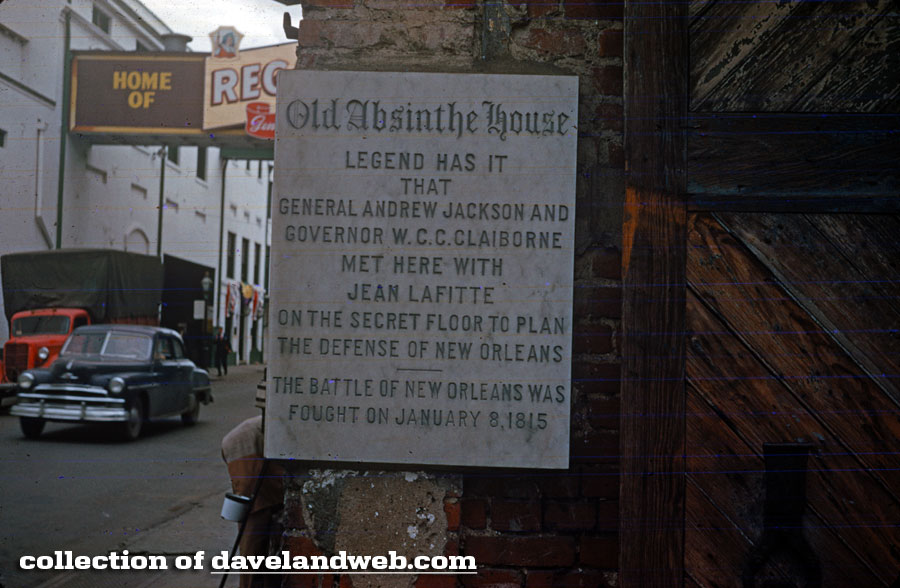 HOME
OF
REG
Old Absinthe House
LEGEND HAS IT
THAT
GENERAL ANDREW JACKSON AND
GOVERNOR W.C.C.CLAIBORNE
MET HERE WITH
JEAN LAFITTE
ON THE SECRET FLOOR TO PLAN
THE DEFENSE OF NEW ORLEANS
THE BATTLE OF NEW ORLEANS WAS
FOUGHT ON JANUARY 8, 1815
collection of davelandweb.com